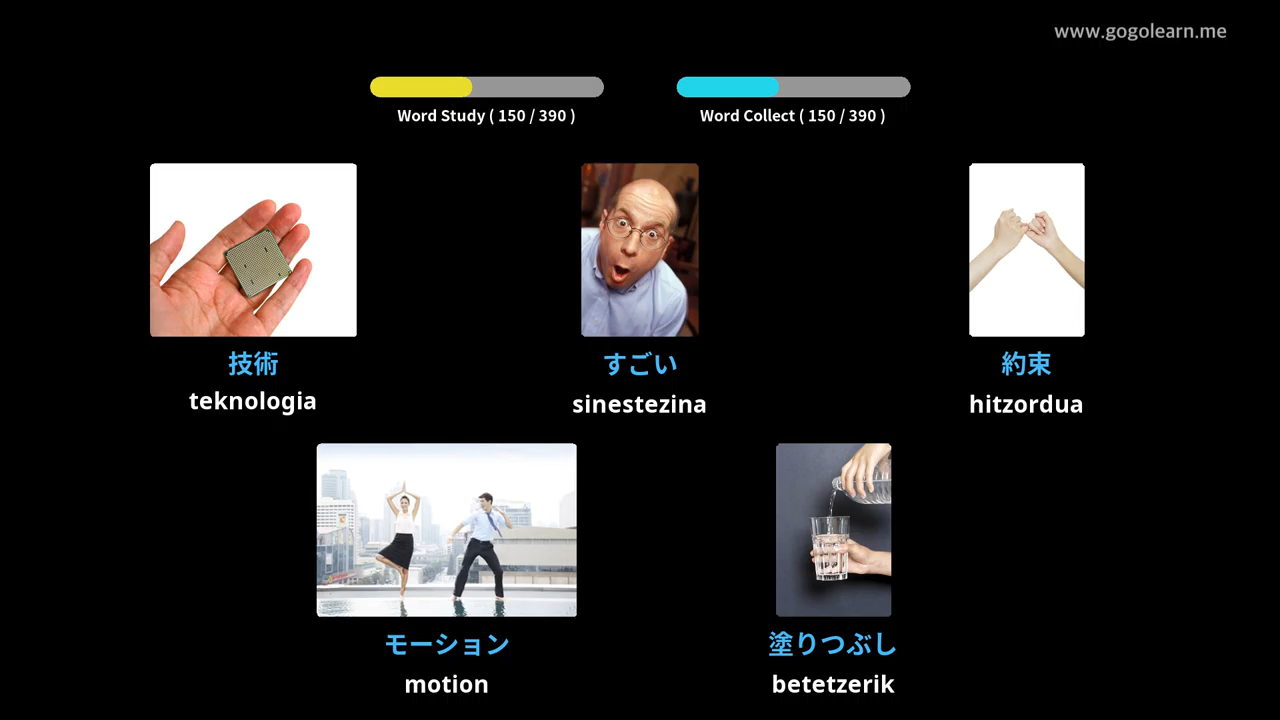 www.gogolearn.me
Word Study ( 150 / 390 )
Word Collect ( 150 / 390 )
技術
teknologia
すごい
sinestezina
約束
hitzordua
モーション
motion
塗りつぶし
betetzerik